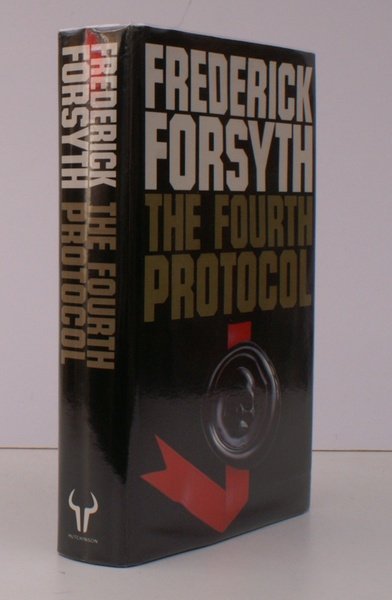 FREDERICK
FORSYTH
THE FOURTH
PROTOCOL
FREDERICK THE FOURTH
FORSYTH PROTOCOL
HUTCHINSON